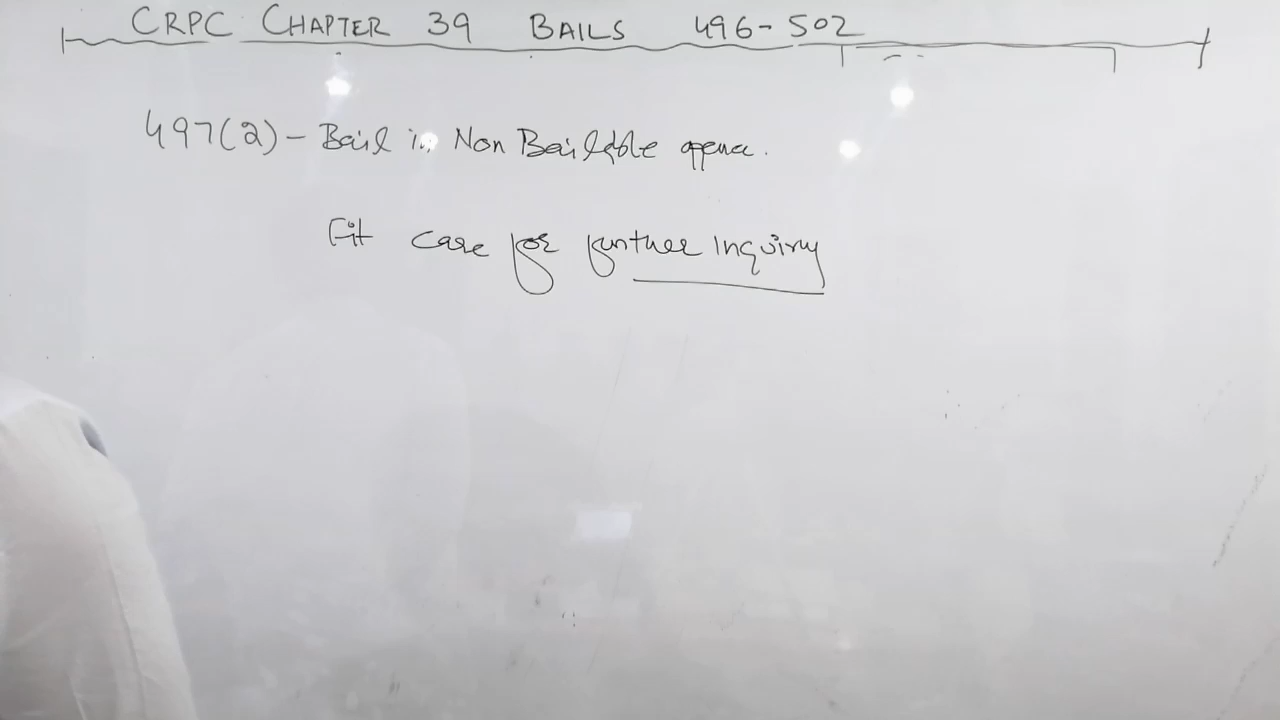 CRPC CHAPTER 39 BAILS 496-502
497(2) - Bail in Non Bailable offence.
Fit case for further Inquiry